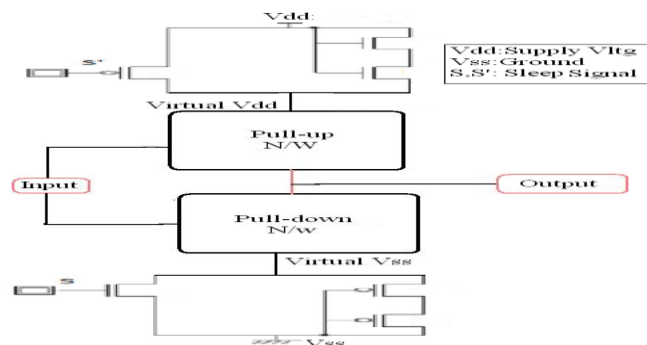 Vdd:
S'
Vdd:Supply Vltg
Vss:Ground
S,S': Sleep Signal
Virtual Vdd
Pull-up
N/W
Input
Output
Pull-down
N/w
Virtual Vss
S
Vss